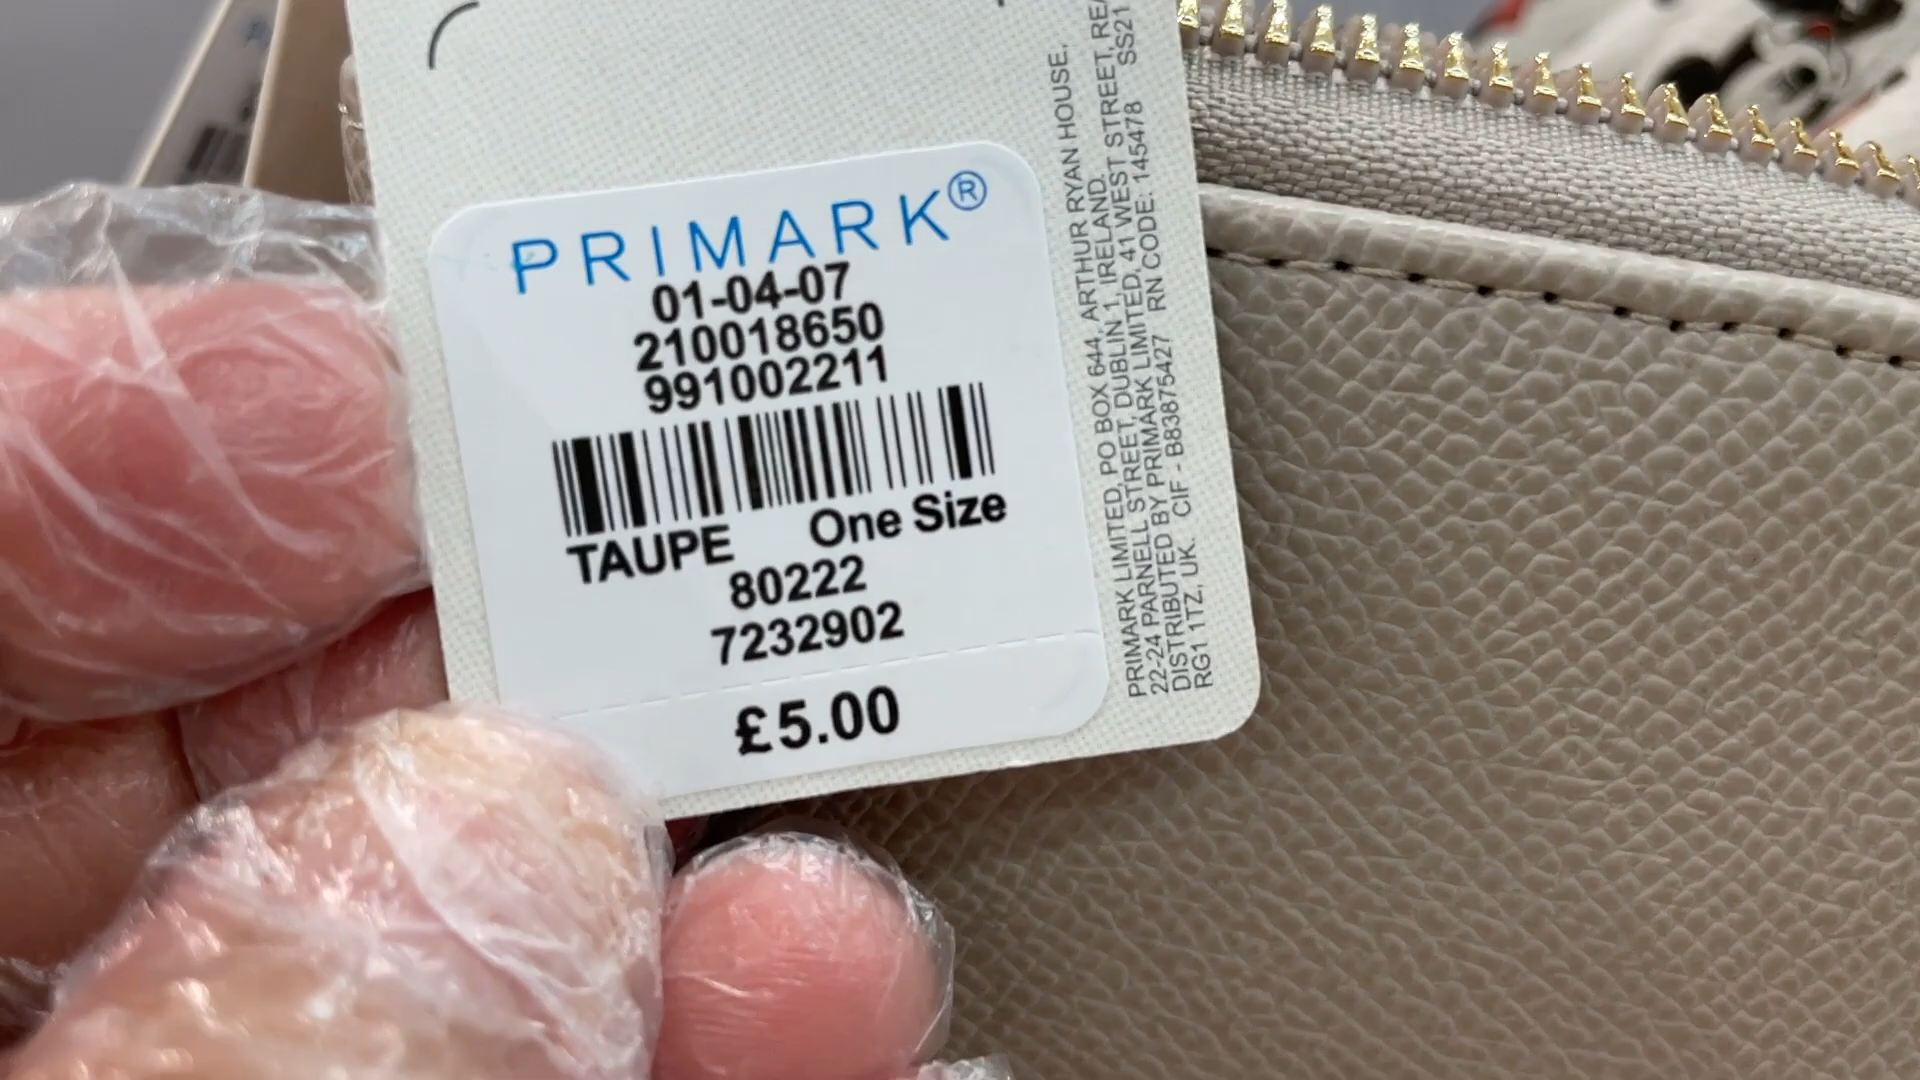 PRIMARK®
01-04-07
210018650
991002211
TAUPE One Size
80222
7232902
£5.00
PRIMARK LIMITED, PO BOX 644, ARTHUR RYAN HOUSE,
22-24 PARNELL STREET, DUBLIN 1, IRELAND.
DISTRIBUTED BY PRIMARK LIMITED, 41 WEST STREET,
RG1 1TZ, UK. CIF - B83875427 RN CODE: 145478 SS21